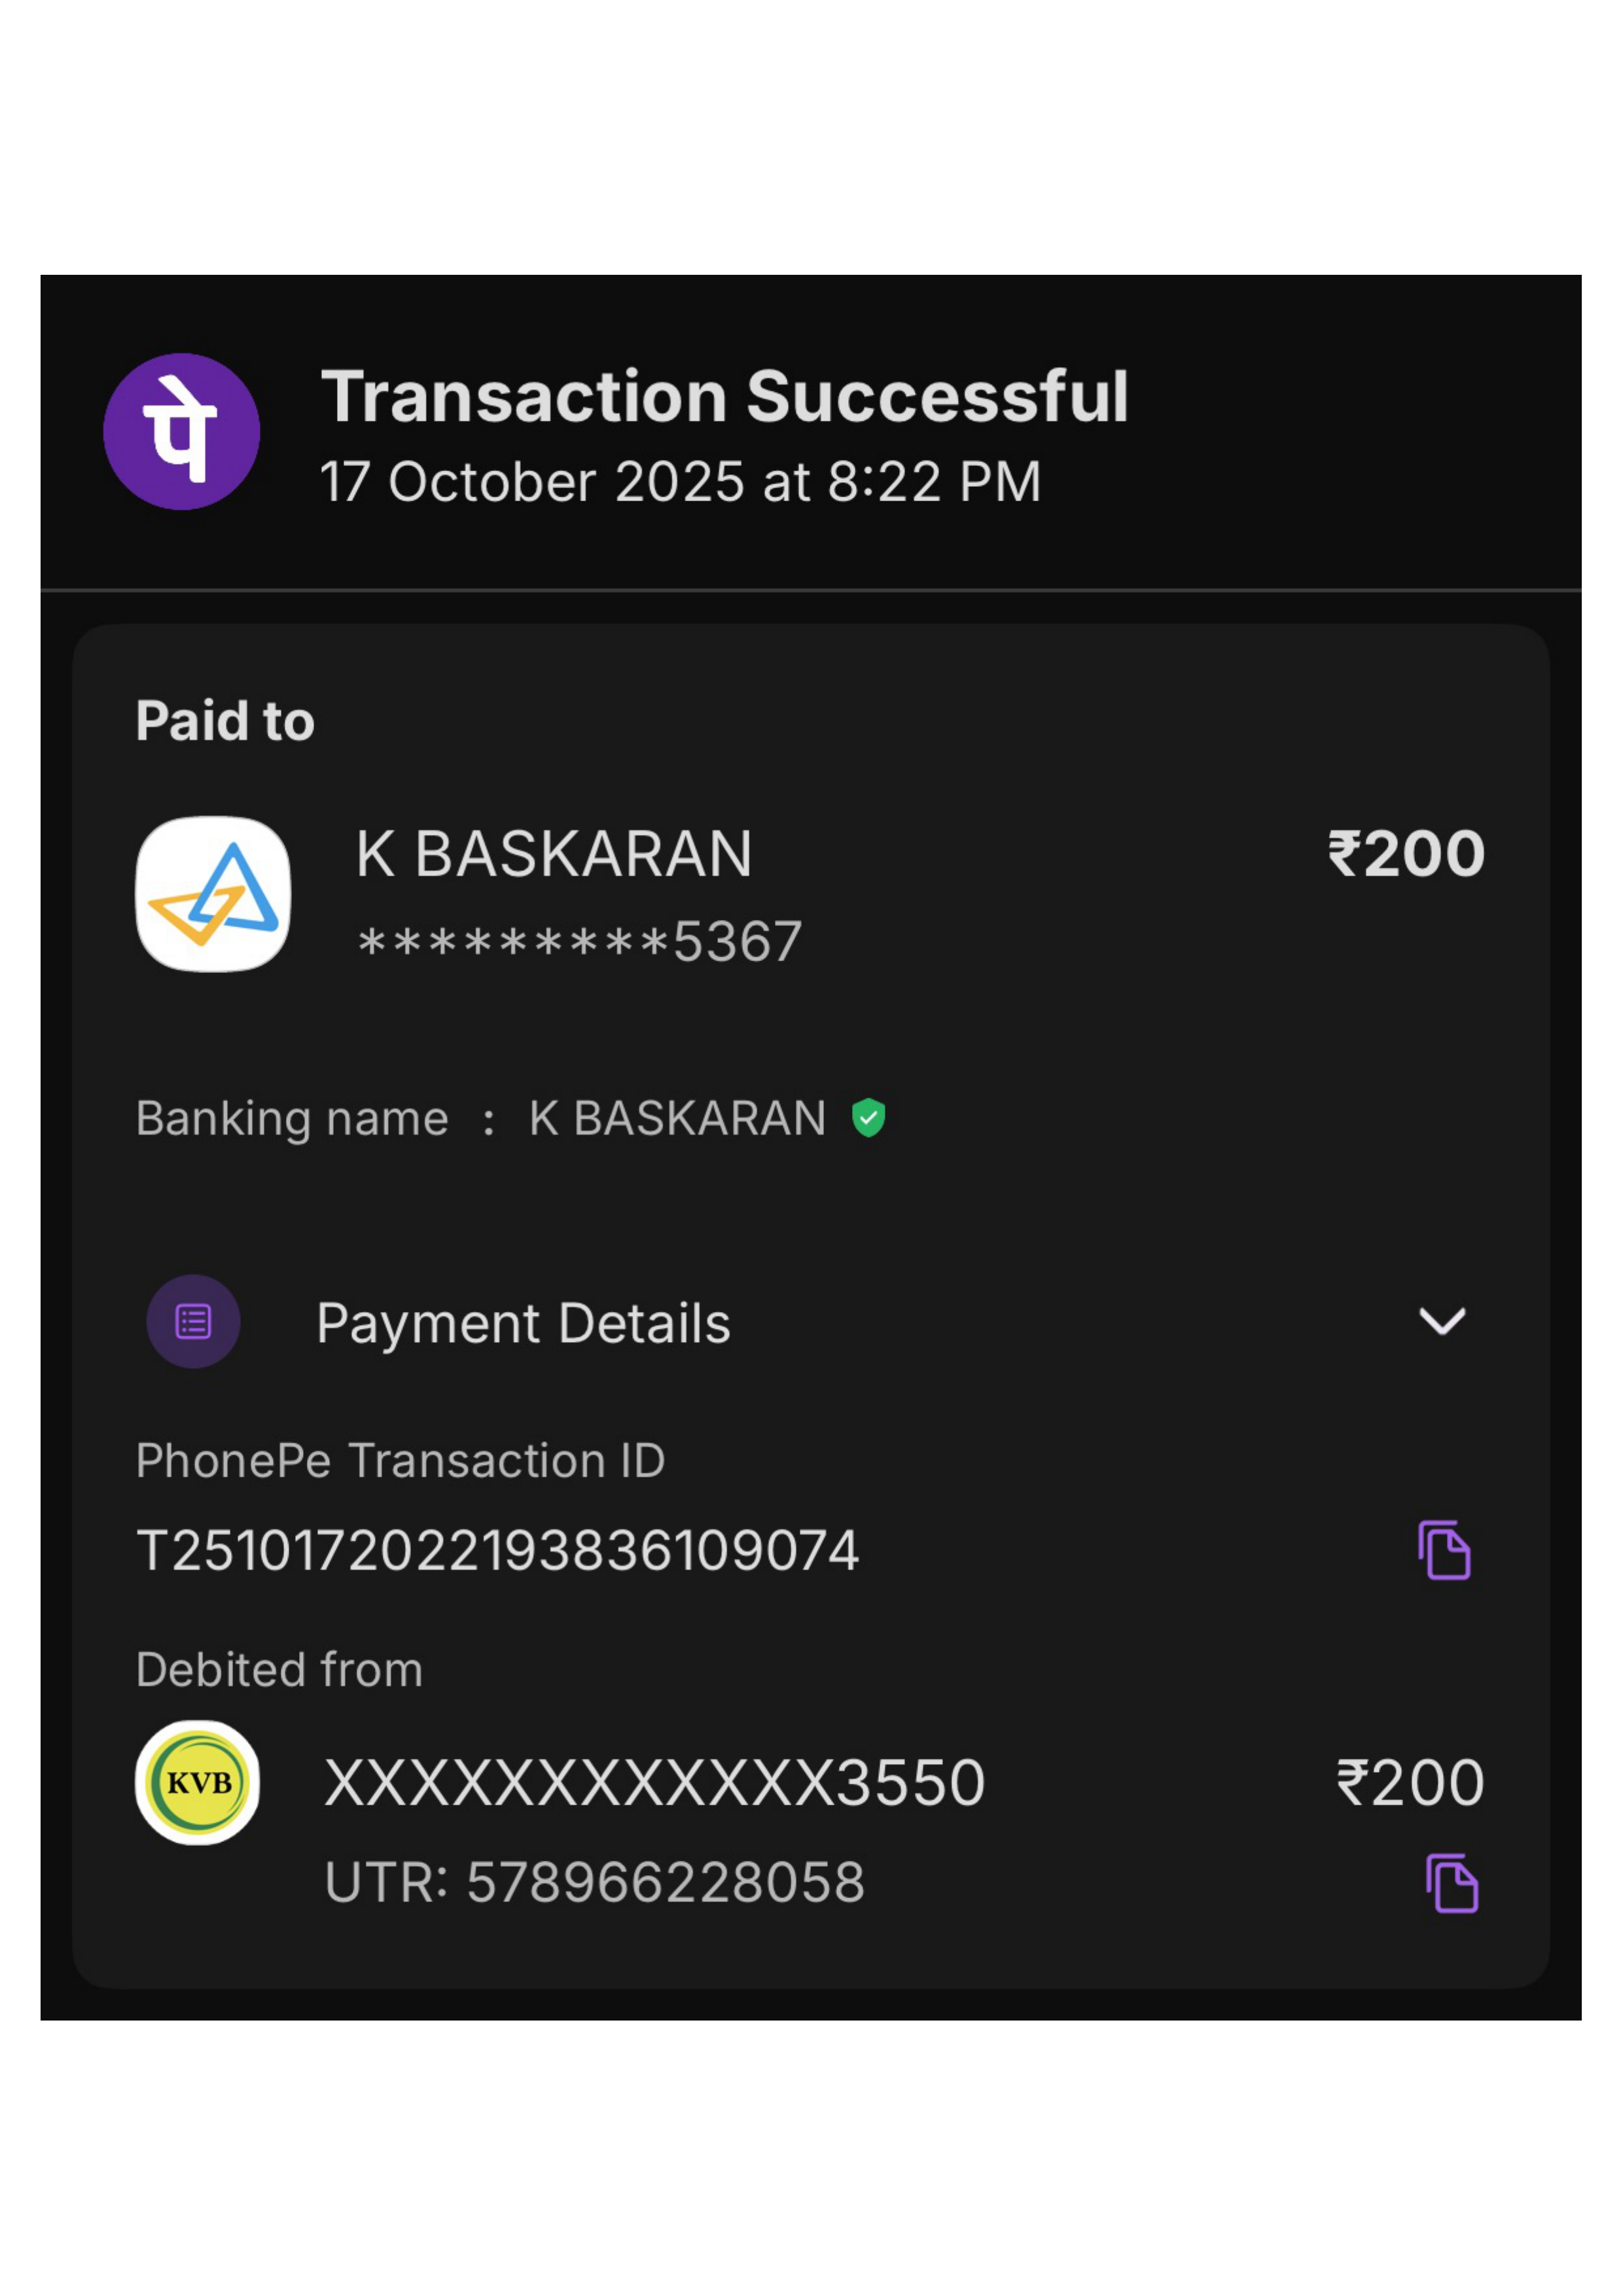 पे
Transaction Successful
17 October 2025 at 8:22 PM
Paid to
K BASKARAN
₹200
*********5367
Banking name : K BASKARAN
Payment Details
PhonePe Transaction ID
T2510172022193836109074
Debited from
KVB
XXXXXXXXXXXX3550
₹200
UTR: 578966228058